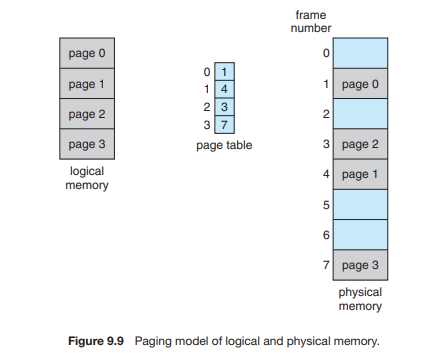 page 0
page 1
page 2
page 3
logical
memory
0 1
1 4
2 3
3 7
page table
frame
number
0
1 page 0
2
3 page 2
4 page 1
5
6
7 page 3
physical
memory
Figure 9.9 Paging model of logical and physical memory.